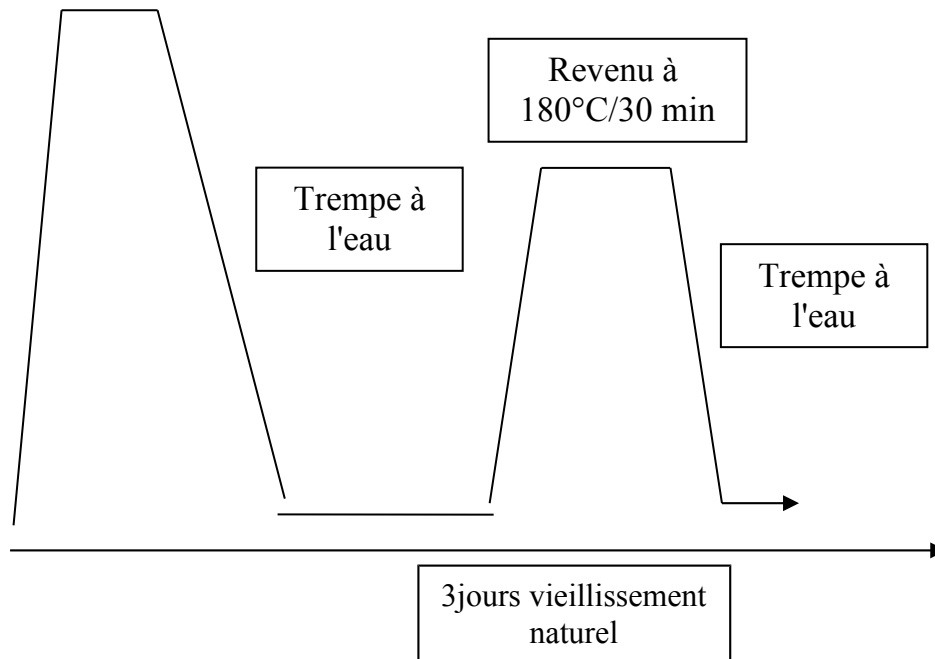 Revenu à
180°C/30 min
Trempe à
l'eau
Trempe à
l'eau
3jours vieillissement
naturel